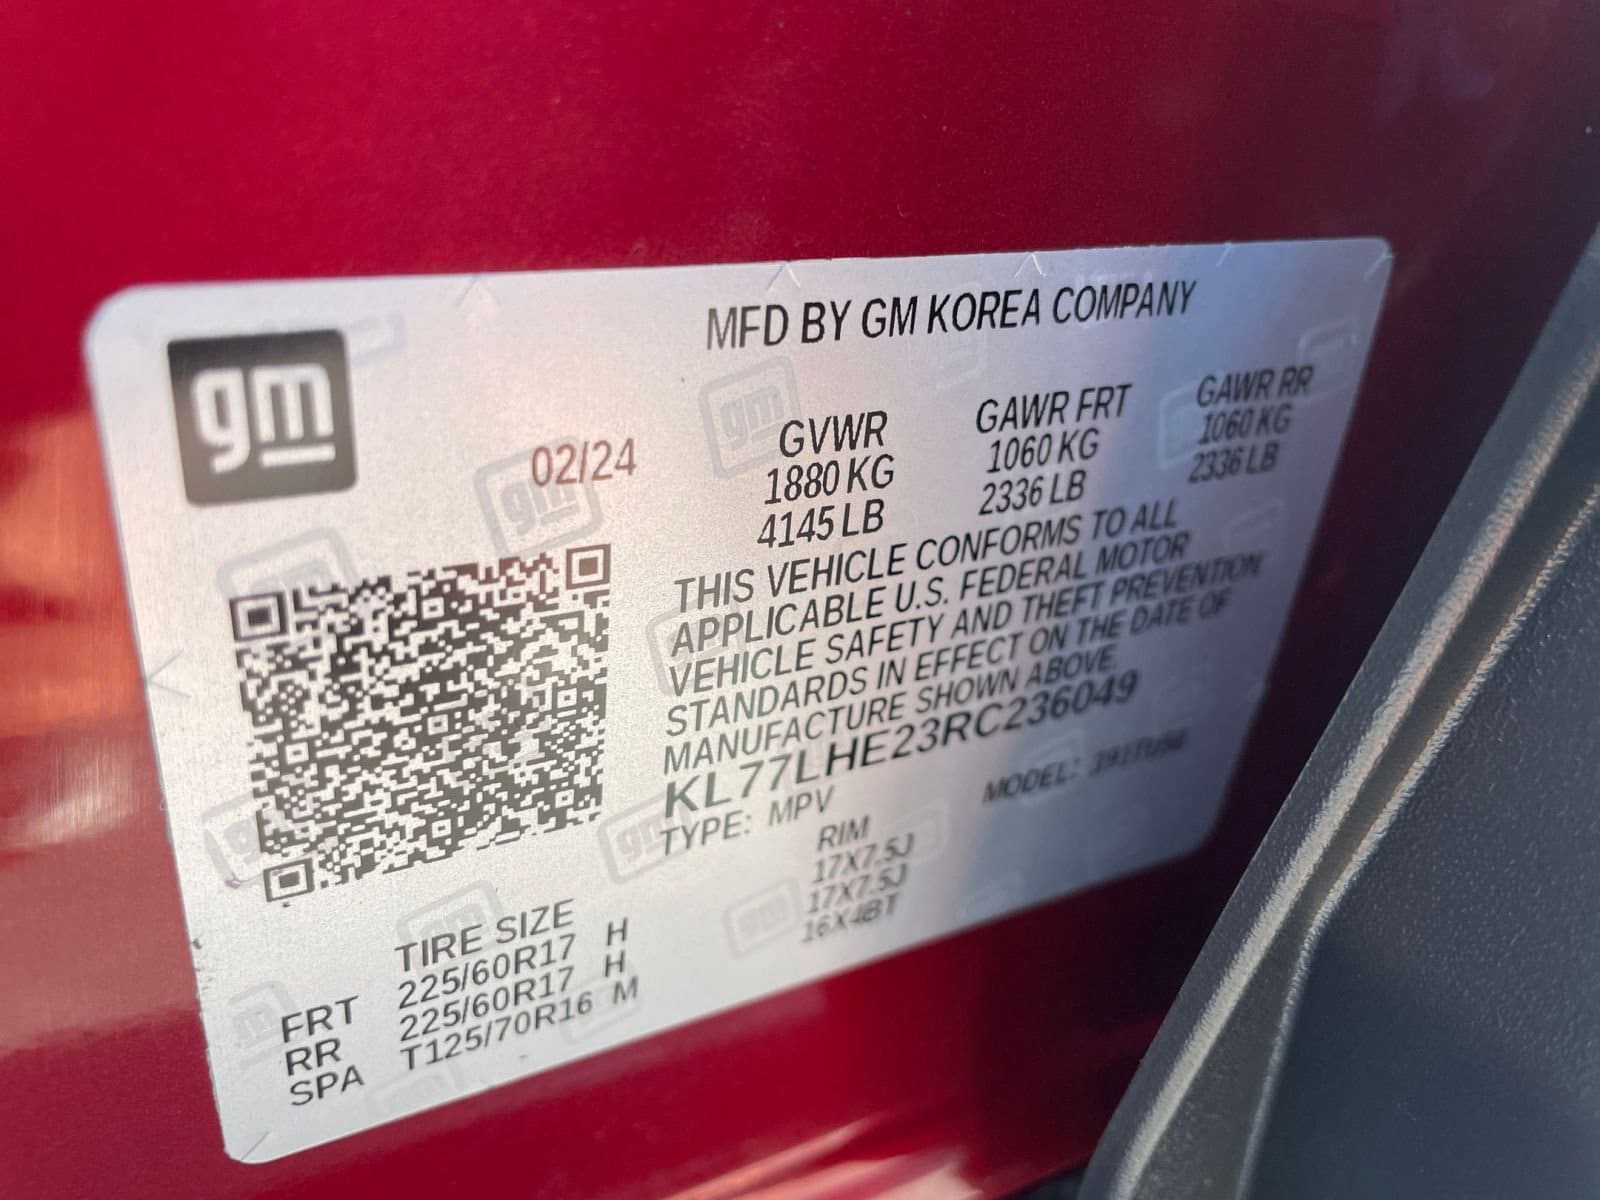 gm
MFD BY GM KOREA COMPANY
02/24
GVWR
1880 KG
4145 LB
GAWR FRT
1060 KG
2336 LB
GAWR RR
1060 KG
2336 LB
THIS VEHICLE CONFORMS TO ALL
APPLICABLE U.S. FEDERAL MOTOR
VEHICLE SAFETY AND THEFT PREVENTION
STANDARDS IN EFFECT ON THE DATE OF
MANUFACTURE SHOWN ABOVE
KL77LHE23RC236049
TYPE: MPV MODEL:
TIRE SIZE RIM
FRT 225/60R17 H 17X7.5J
RR 225/60R17 H 17X7.5J
SPA T125/70R16 M 16X4BT